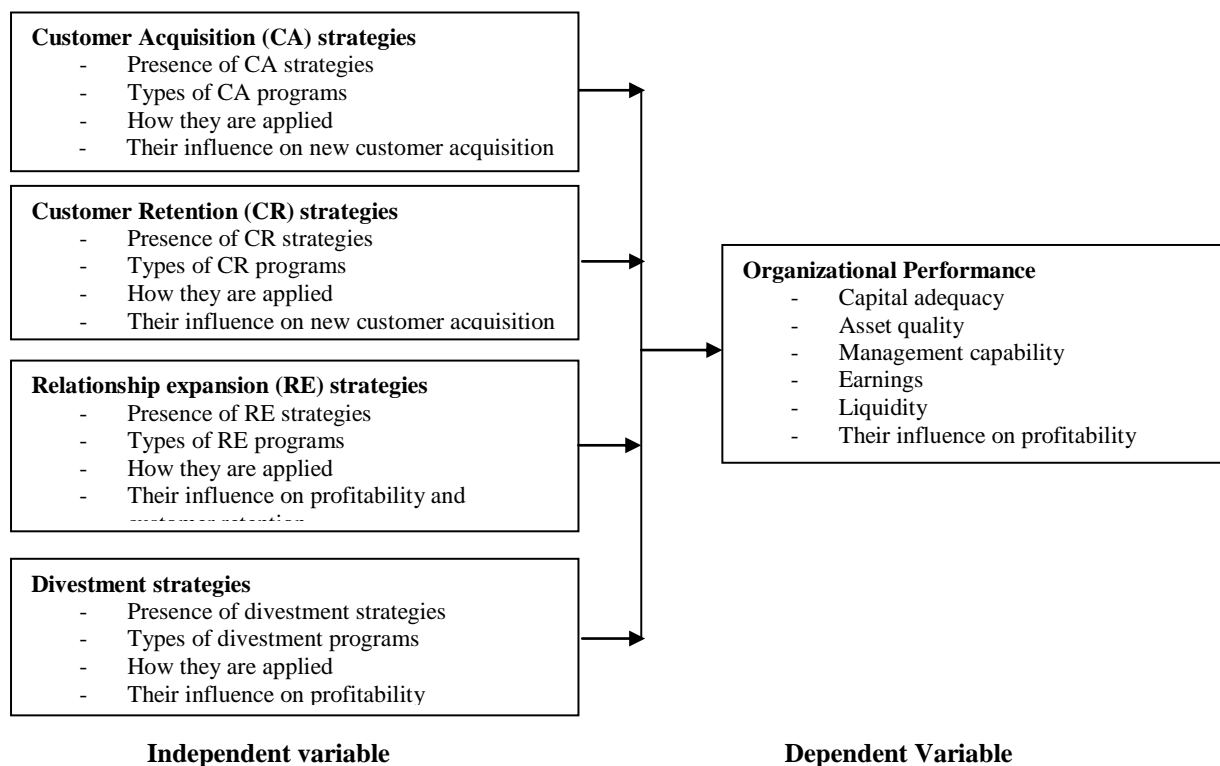 Customer Acquisition (CA) strategies
- Presence of CA strategies
- Types of CA programs
- How they are applied
- Their influence on new customer acquisition
Customer Retention (CR) strategies
- Presence of CR strategies
- Types of CR programs
- How they are applied
- Their influence on new customer acquisition
Relationship expansion (RE) strategies
- Presence of RE strategies
- Types of RE programs
- How they are applied
- Their influence on profitability and
customer retention
Divestment strategies
- Presence of divestment strategies
- Types of divestment programs
- How they are applied
- Their influence on profitability
Organizational Performance
- Capital adequacy
- Asset quality
- Management capability
- Earnings
- Liquidity
- Their influence on profitability
Independent variable
Dependent Variable